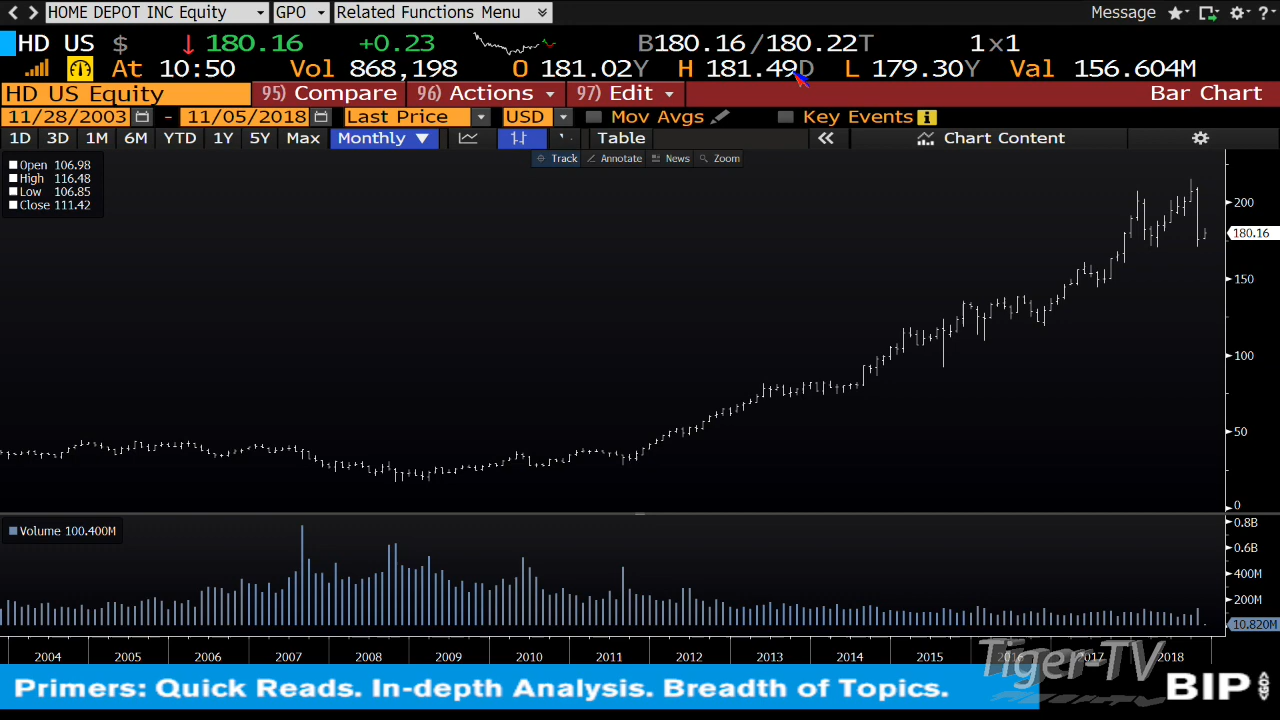 HOME DEPOT INC Equity GPO Related Functions Menu Message
HD US $ 180.16 +0.23 B180.16/180.22T 1x1
At 10:50 Vol 868,198 O 181.02Y H 181.49D L 179.30Y Val 156.604M
HD US Equity 95) Compare 96) Actions 97) Edit Bar Chart
11/28/2003 - 11/05/2018 Last Price USD Mov Avgs Key Events
1D 3D 1M 6M YTD 1Y 5Y Max Monthly Table Chart Content
Track Annotate News Zoom
Open 106.98
High 116.48
Low 106.85
Close 111.42
200
180.16
150
100
50
0
Volume 100.400M
0.8B
0.6B
400M
200M
10.820M
2004 2005 2006 2007 2008 2009 2010 2011 2012 2013 2014 2015 2016 2017 2018
Tiger-TV
Primers: Quick Reads. In-depth Analysis. Breadth of Topics.
BIP GO